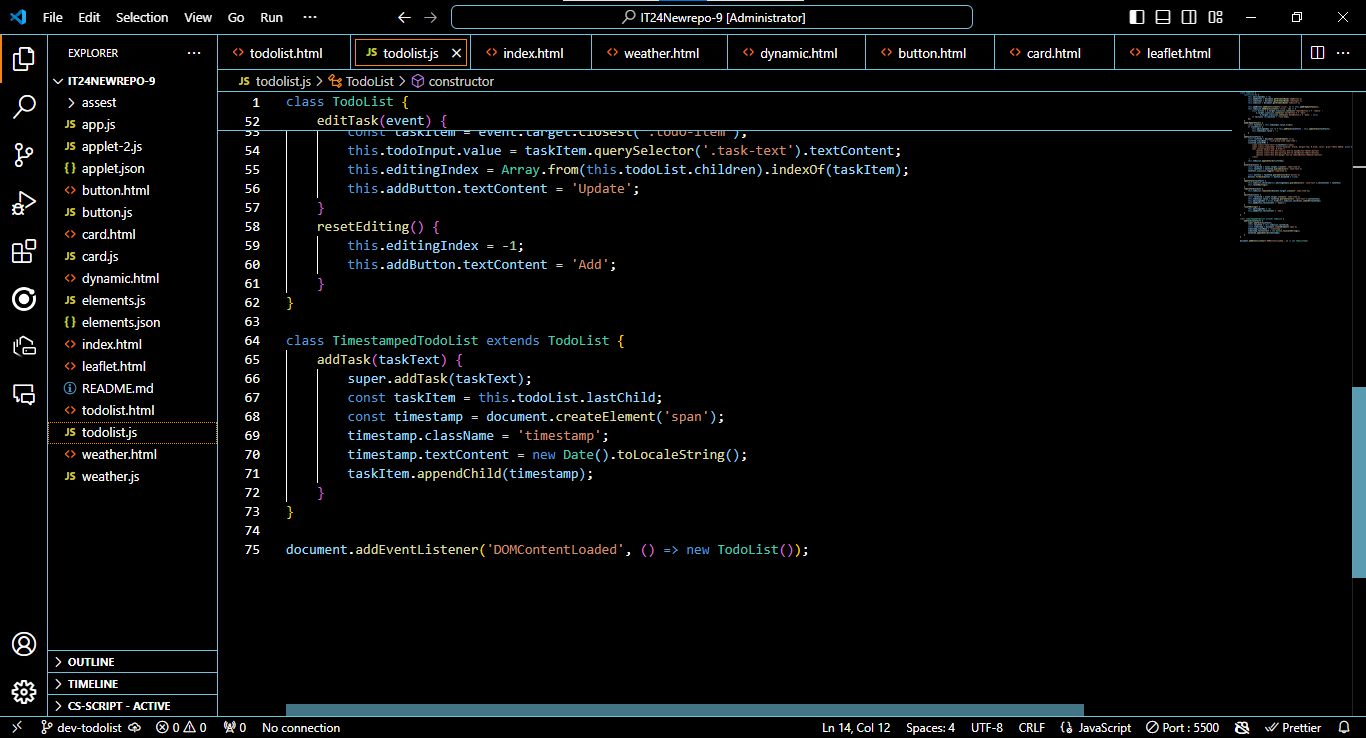 File Edit Selection View Go Run ··· IT24Newrepo-9 [Administrator]
EXPLORER ···
todolist.html JS todolist.js index.html weather.html dynamic.html button.html card.html leaflet.html ···
JS todolist.js > TodoList > constructor
IT24NEWREPO-9
assest
JS app.js
JS applet-2.js
{} applet.json
button.html
JS button.js
card.html
JS card.js
dynamic.html
JS elements.js
{} elements.json
index.html
leaflet.html
README.md
todolist.html
JS todolist.js
weather.html
JS weather.js
OUTLINE
TIMELINE
CS-SCRIPT - ACTIVE
1 class TodoList {
52 editTask(event) {
53 const taskItem = event.target.closest('.todo-item');
54 this.todoInput.value = taskItem.querySelector('.task-text').textContent;
55 this.editingIndex = Array.from(this.todoList.children).indexOf(taskItem);
56 this.addButton.textContent = 'Update';
57 }
58 resetEditing() {
59 this.editingIndex = -1;
60 this.addButton.textContent = 'Add';
61 }
62 }
63
64 class TimestampedTodoList extends TodoList {
65 addTask(taskText) {
66 super.addTask(taskText);
67 const taskItem = this.todoList.lastChild;
68 const timestamp = document.createElement('span');
69 timestamp.className = 'timestamp';
70 timestamp.textContent = new Date().toLocaleString();
71 taskItem.appendChild(timestamp);
72 }
73 }
74
75 document.addEventListener('DOMContentLoaded', () => new TodoList());
dev-todolist 0 0 0 No connection Ln 14, Col 12 Spaces: 4 UTF-8 CRLF {} JavaScript Port : 5500 Prettier